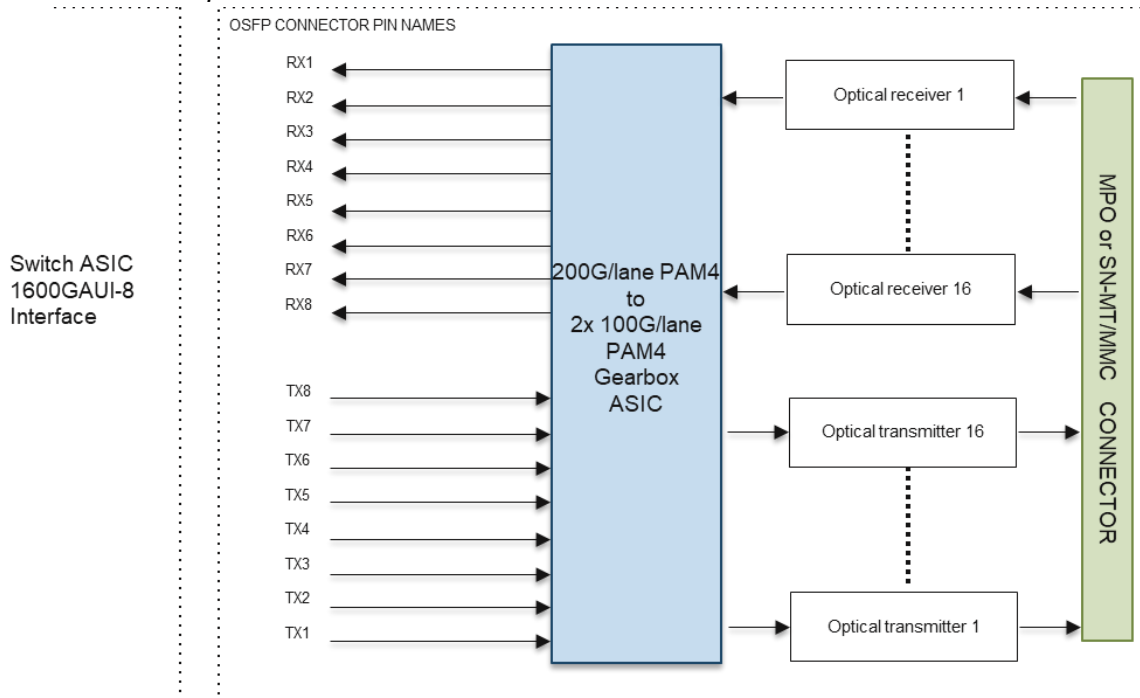 OSFP CONNECTOR PIN NAMES
RX1
RX2
RX3
RX4
RX5
RX6
RX7
RX8
TX8
TX7
TX6
TX5
TX4
TX3
TX2
TX1
Switch ASIC
1600GAUI-8
Interface
200G/lane PAM4
to
2x 100G/lane
PAM4
Gearbox
ASIC
Optical receiver 1
Optical receiver 16
Optical transmitter 16
Optical transmitter 1
MPO or SN-MT/MMC CONNECTOR